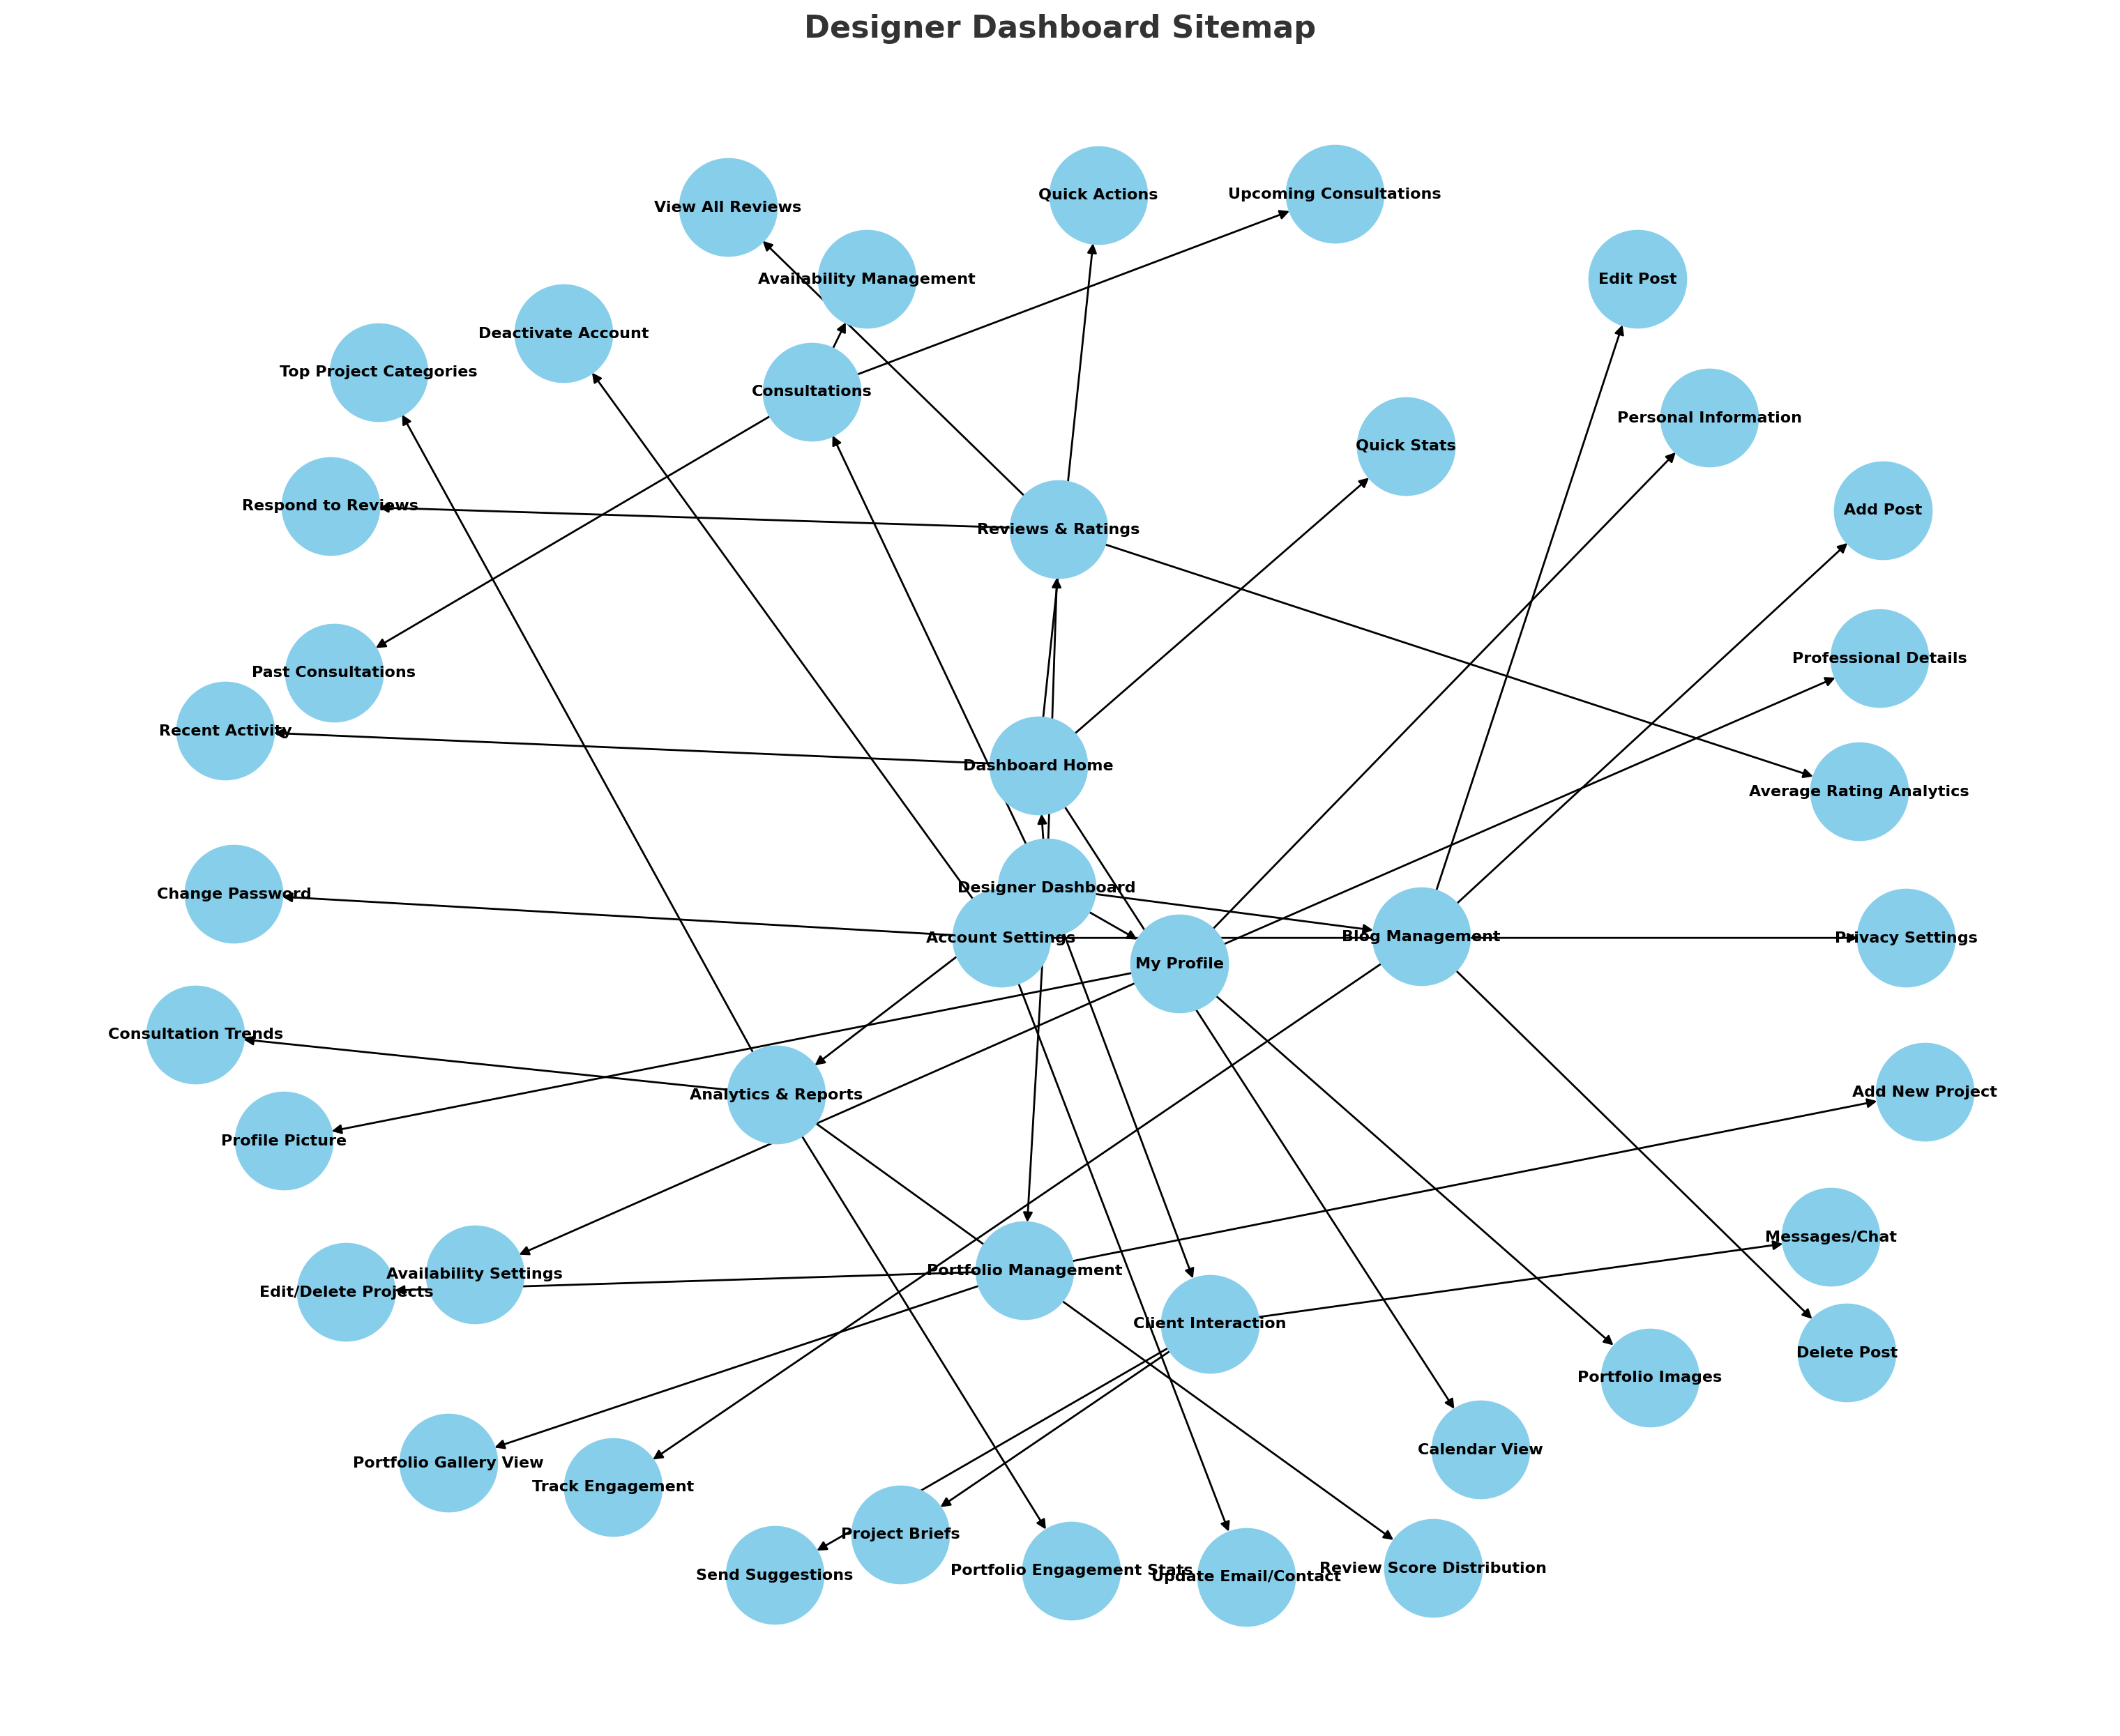 Designer Dashboard Sitemap
Quick Actions
Upcoming Consultations
View All Reviews
Availability Management
Edit Post
Deactivate Account
Top Project Categories
Consultations
Personal Information
Quick Stats
Respond to Reviews
Add Post
Reviews & Ratings
Professional Details
Past Consultations
Recent Activity
Dashboard Home
Average Rating Analytics
Designer Dashboard
Change Password
Account Settings
Blog Management
Privacy Settings
My Profile
Consultation Trends
Add New Project
Analytics & Reports
Profile Picture
Messages/Chat
Portfolio Management
Availability Settings
Edit/Delete Projects
Client Interaction
Delete Post
Portfolio Images
Calendar View
Portfolio Gallery View
Track Engagement
Project Briefs
Review Score Distribution
Portfolio Engagement Stats
Send Suggestions
Update Email/Contact